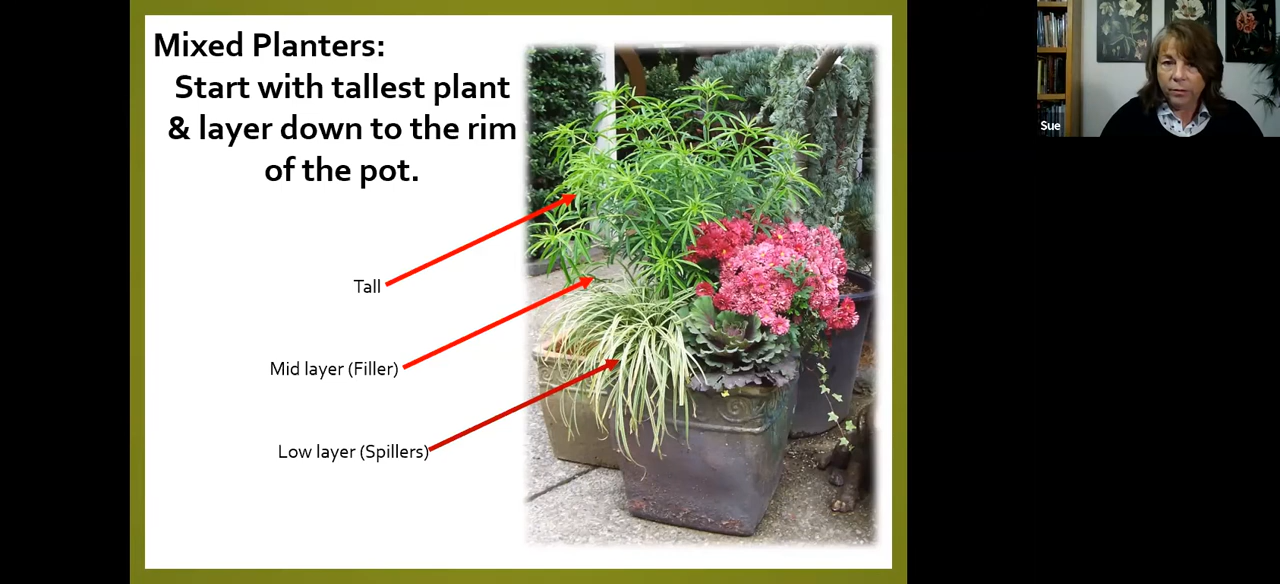 Mixed Planters:
Start with tallest plant
& layer down to the rim
of the pot.
Tall
Mid layer (Filler)
Low layer (Spillers)
Sue